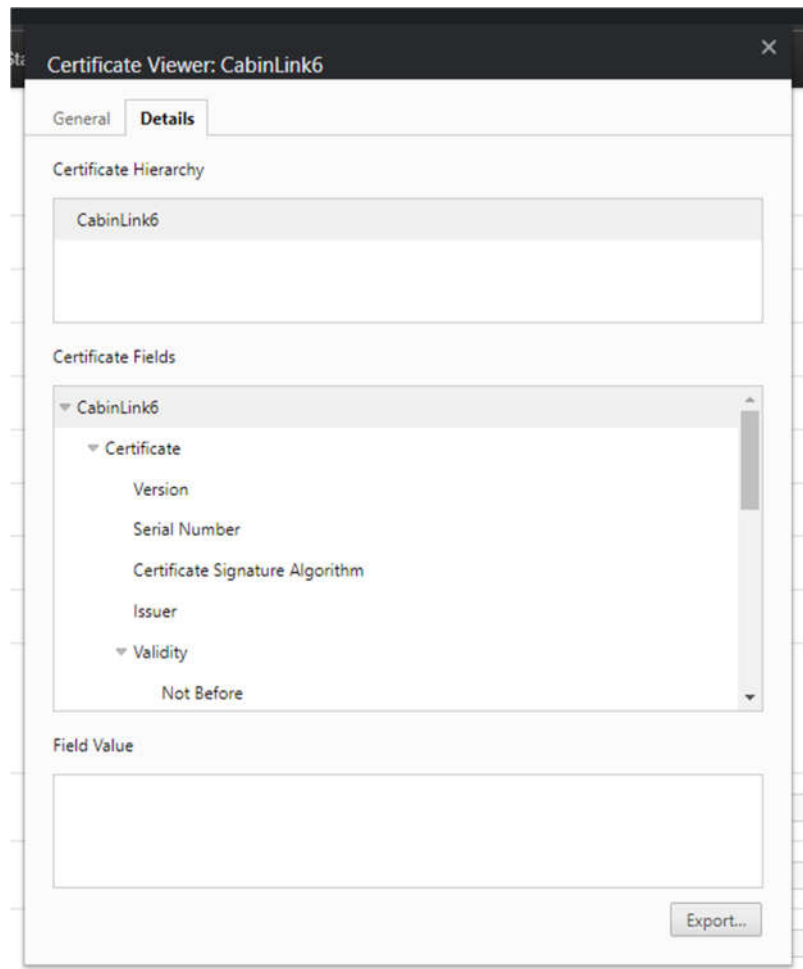 Sta
Certificate Viewer: CabinLink6
General Details
Certificate Hierarchy
CabinLink6
Certificate Fields
CabinLink6
Certificate
Version
Serial Number
Certificate Signature Algorithm
Issuer
Validity
Not Before
Field Value
Export...